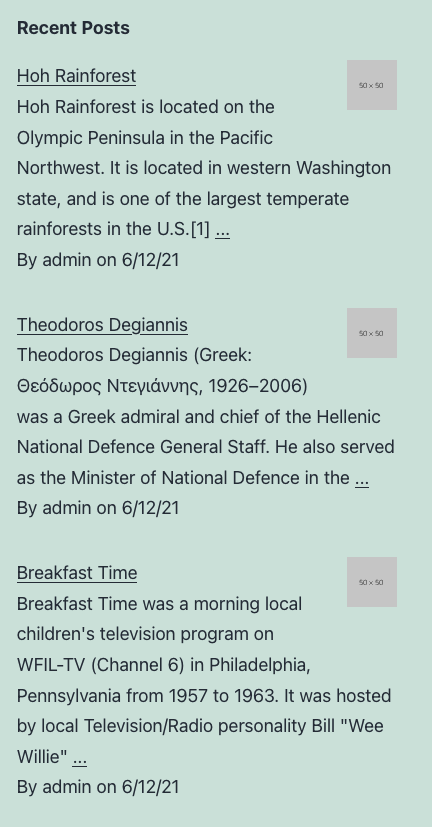 Recent Posts
50 × 50
Hoh Rainforest
Hoh Rainforest is located on the
Olympic Peninsula in the Pacific
Northwest. It is located in western Washington
state, and is one of the largest temperate
rainforests in the U.S.[1] ...
By admin on 6/12/21
50 × 50
Theodoros Degiannis
Theodoros Degiannis (Greek:
Θεόδωρος Ντεγιάννης, 1926–2006)
was a Greek admiral and chief of the Hellenic
National Defence General Staff. He also served
as the Minister of National Defence in the ...
By admin on 6/12/21
50 × 50
Breakfast Time
Breakfast Time was a morning local
children's television program on
WFIL-TV (Channel 6) in Philadelphia,
Pennsylvania from 1957 to 1963. It was hosted
by local Television/Radio personality Bill "Wee
Willie" ...
By admin on 6/12/21